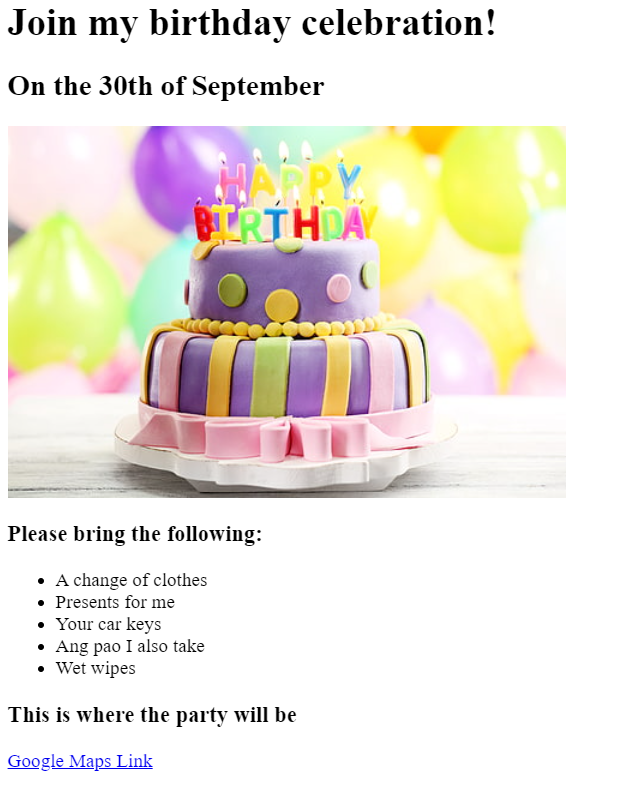 Join my birthday celebration!
On the 30th of September
HAPPY
BIRTHDAY
Please bring the following:
A change of clothes
Presents for me
Your car keys
Ang pao I also take
Wet wipes
This is where the party will be
Google Maps Link